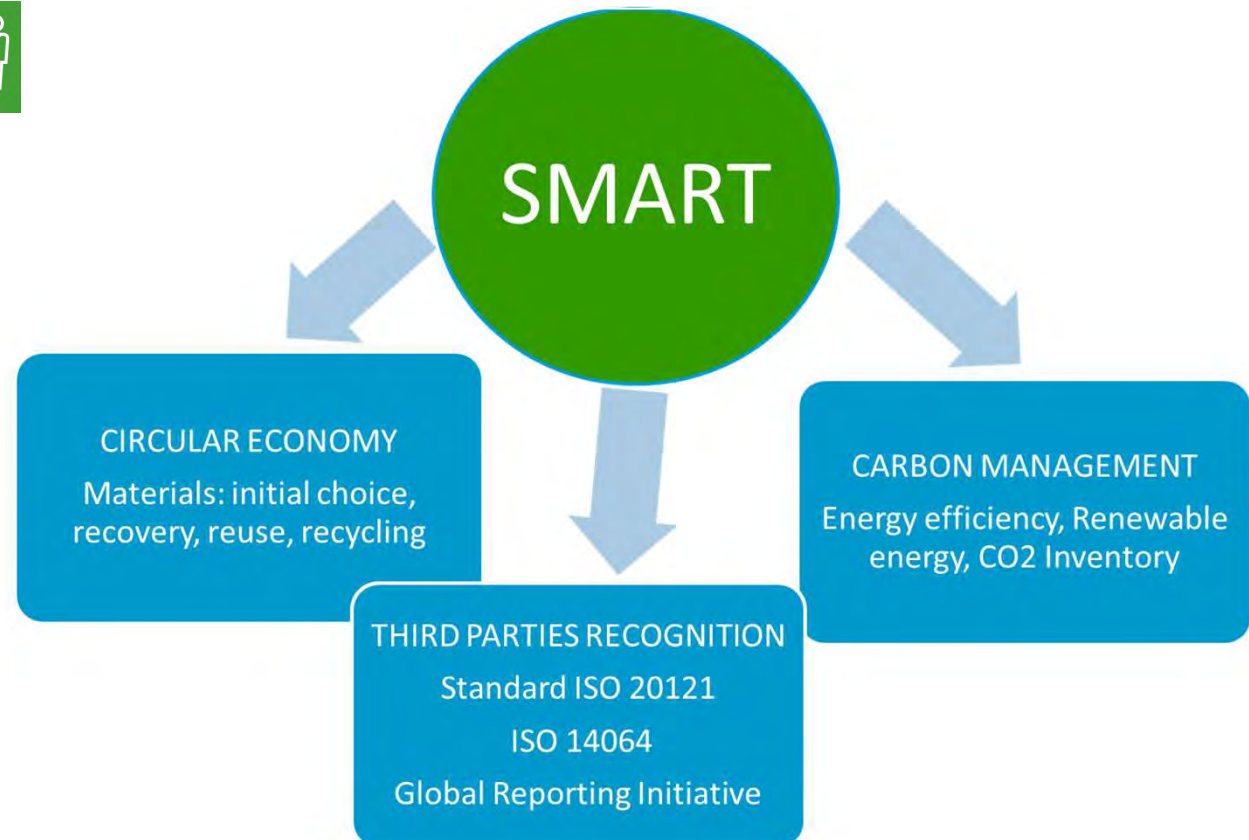 SMART
CIRCULAR ECONOMY
Materials: initial choice,
recovery, reuse, recycling
THIRD PARTIES RECOGNITION
Standard ISO 20121
ISO 14064
Global Reporting Initiative
CARBON MANAGEMENT
Energy efficiency, Renewable
energy, CO2 Inventory